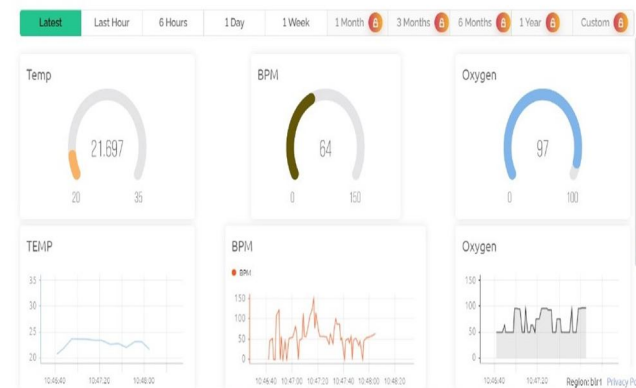 Latest Last Hour 6 Hours 1 Day 1 Week 1 Month 3 Months 6 Months 1 Year Custom
Temp BPM Oxygen
21.697 64 97
20 35 0 150 0 100
TEMP BPM Oxygen
BPM
35 150 150
30 100 100
25 50 50
20 0 0
10:46:40 10:47:20 10:48:00 10:46:40 10:47:00 10:47:20 10:47:40 10:48:00 10:48:20 10:46:40 10:47:20
Region: blr1 Privacy